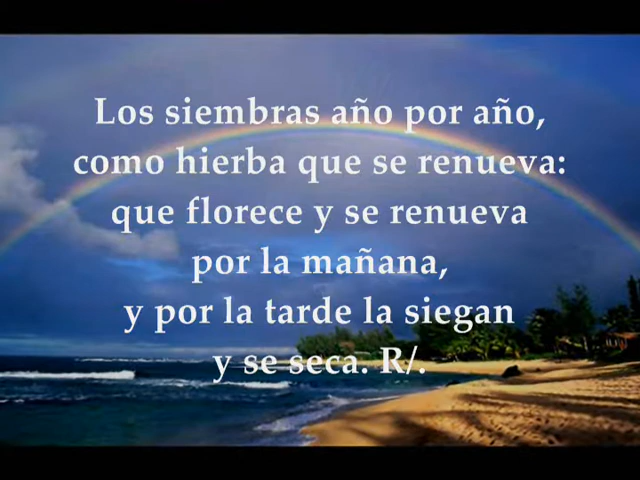 Los siembras año por año,
como hierba que se renueva:
que florece y se renueva
por la mañana,
y por la tarde la siegan
y se seca. R/.